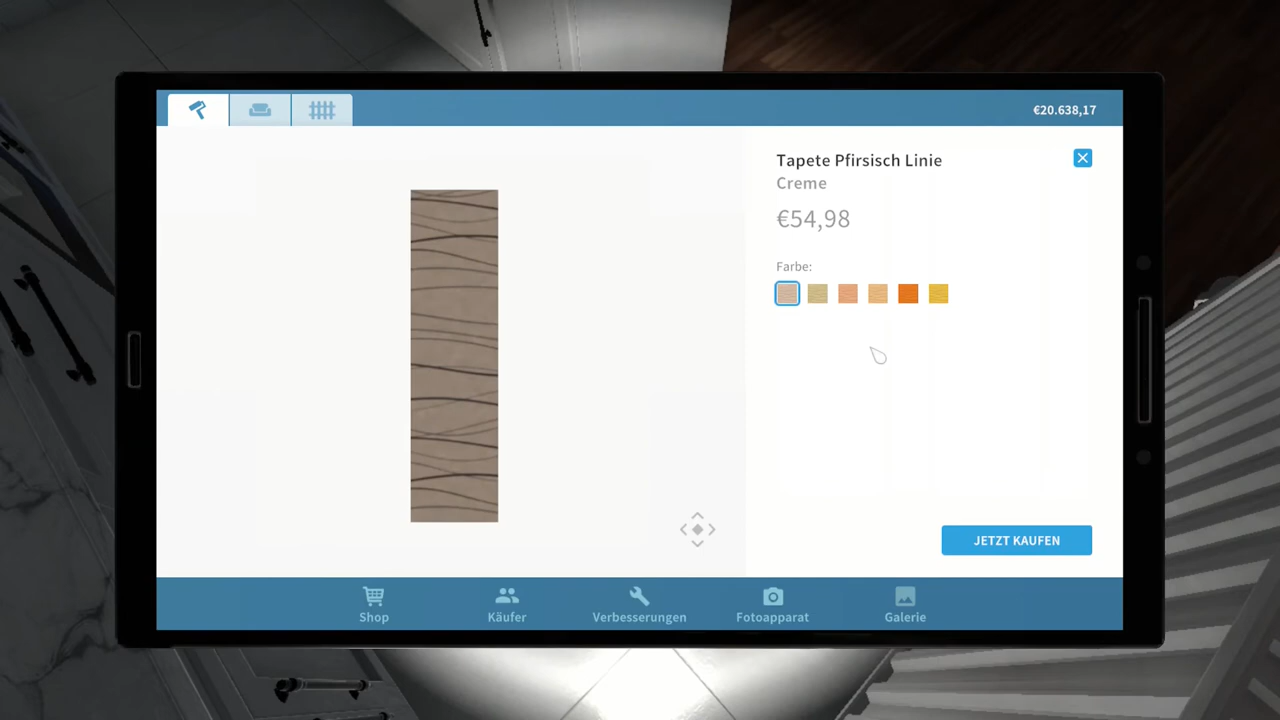 €20.638,17
Tapete Pfirsisch Linie
Creme
€54,98
Farbe:
JETZT KAUFEN
Shop
Käufer
Verbesserungen
Fotoapparat
Galerie